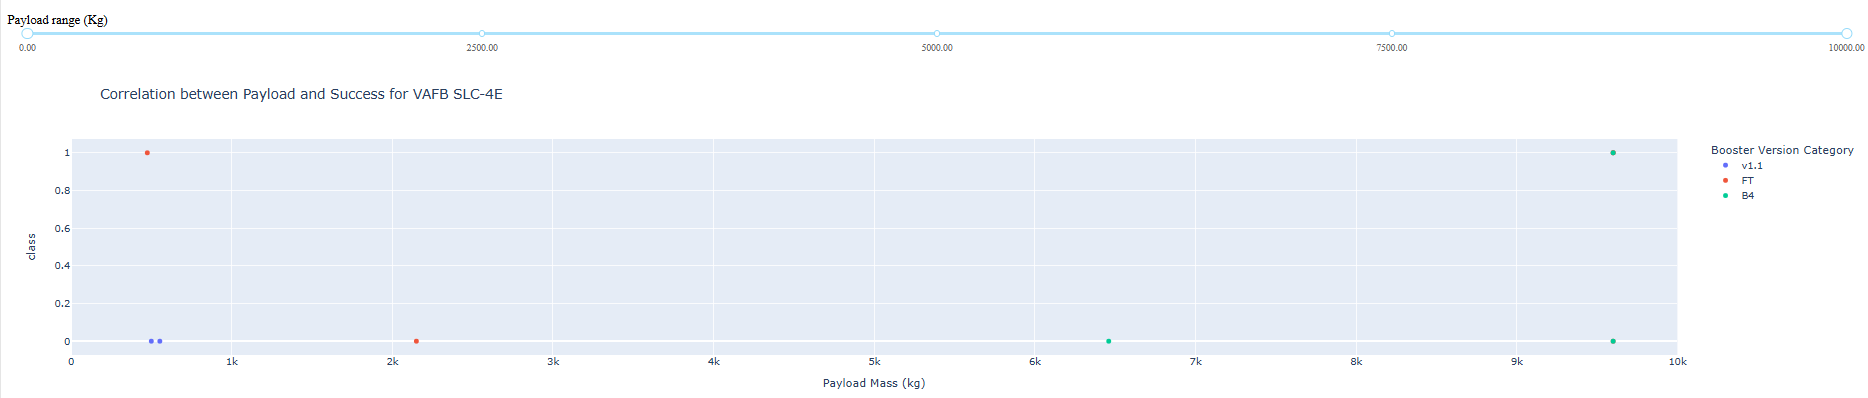 Payload range (Kg)
0.00 2500.00 5000.00 7500.00 10000.00
Correlation between Payload and Success for VAFB SLC-4E
Booster Version Category
v1.1
FT
B4
1
0.8
0.6
0.4
0.2
0
class
0 1k 2k 3k 4k 5k 6k 7k 8k 9k 10k
Payload Mass (kg)